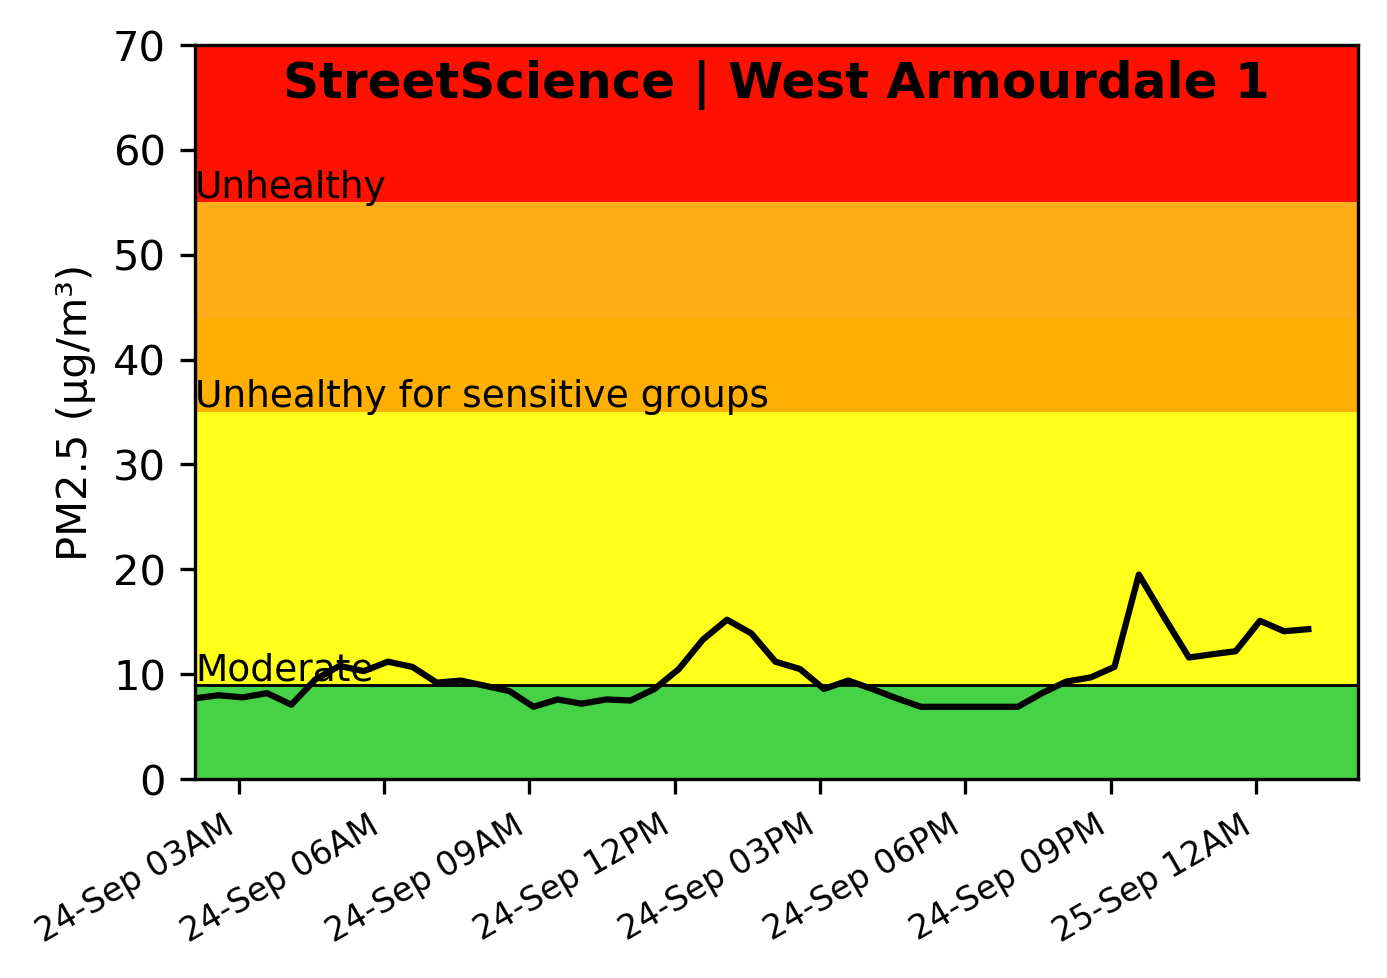 StreetScience | West Armourdale 1
70
60
50
40
30
20
10
0
PM2.5 (µg/m³)
Unhealthy
Unhealthy for sensitive groups
Moderate
24-Sep 03AM
24-Sep 06AM
24-Sep 09AM
24-Sep 12PM
24-Sep 03PM
24-Sep 06PM
24-Sep 09PM
25-Sep 12AM